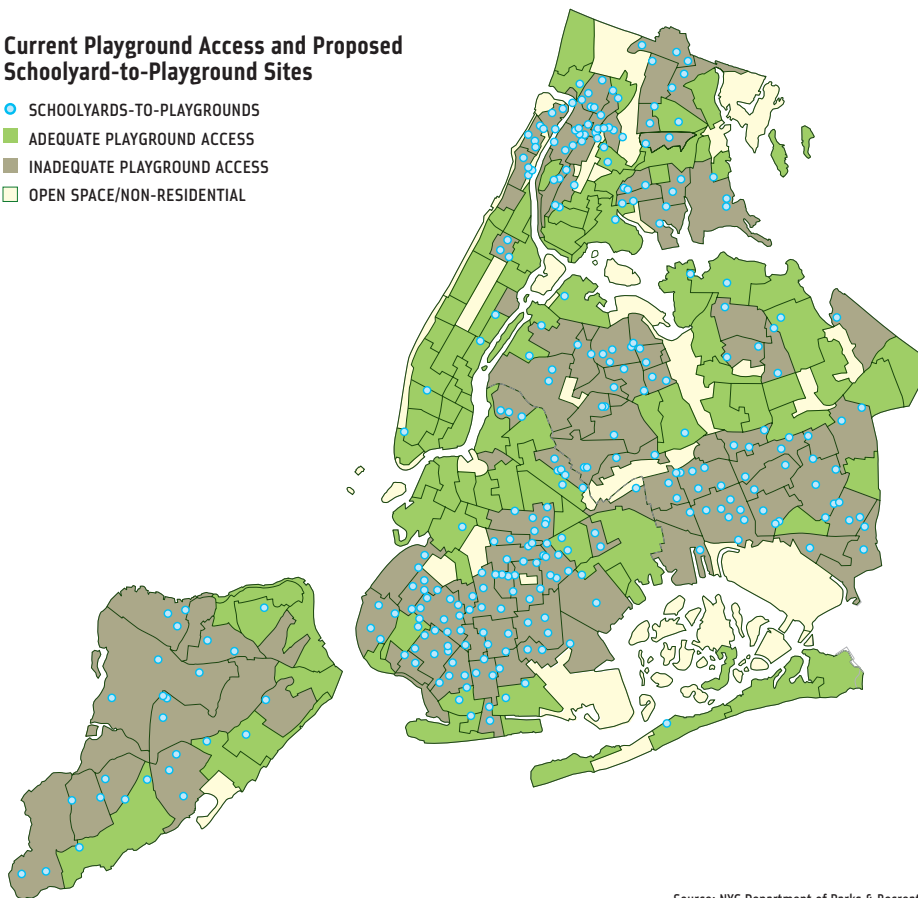 Current Playground Access and Proposed
Schoolyard-to-Playground Sites
SCHOOLYARDS-TO-PLAYGROUNDS
ADEQUATE PLAYGROUND ACCESS
INADEQUATE PLAYGROUND ACCESS
OPEN SPACE/NON-RESIDENTIAL
Source: NYC Department of Parks & Recreat